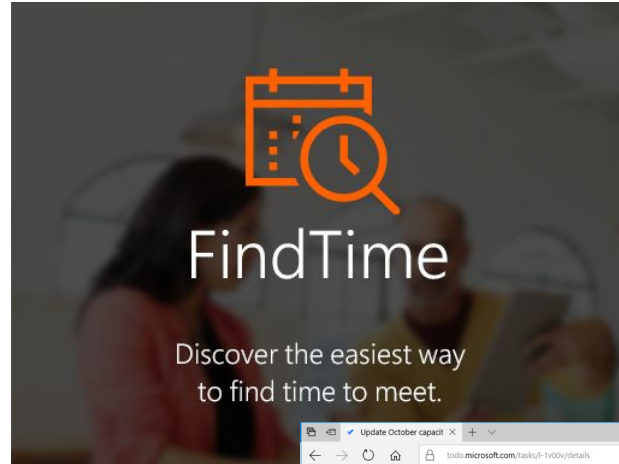 FindTime
Discover the easiest way
to find time to meet.
Update October capacit
todo.microsoft.com/tasks/l-1v00v/details